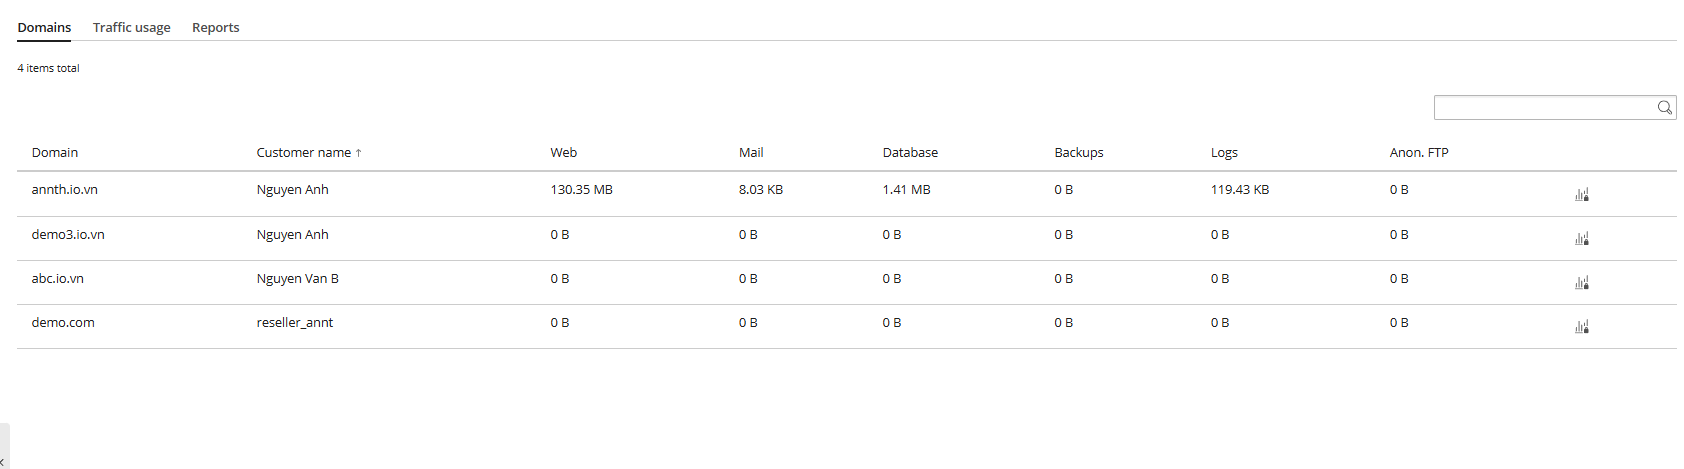 Domains Traffic usage Reports
4 items total
Domain Customer name ↑ Web Mail Database Backups Logs Anon. FTP
annth.io.vn Nguyen Anh 130.35 MB 8.03 KB 1.41 MB 0 B 119.43 KB 0 B
demo3.io.vn Nguyen Anh 0 B 0 B 0 B 0 B 0 B 0 B
abc.io.vn Nguyen Van B 0 B 0 B 0 B 0 B 0 B 0 B
demo.com reseller_annt 0 B 0 B 0 B 0 B 0 B 0 B